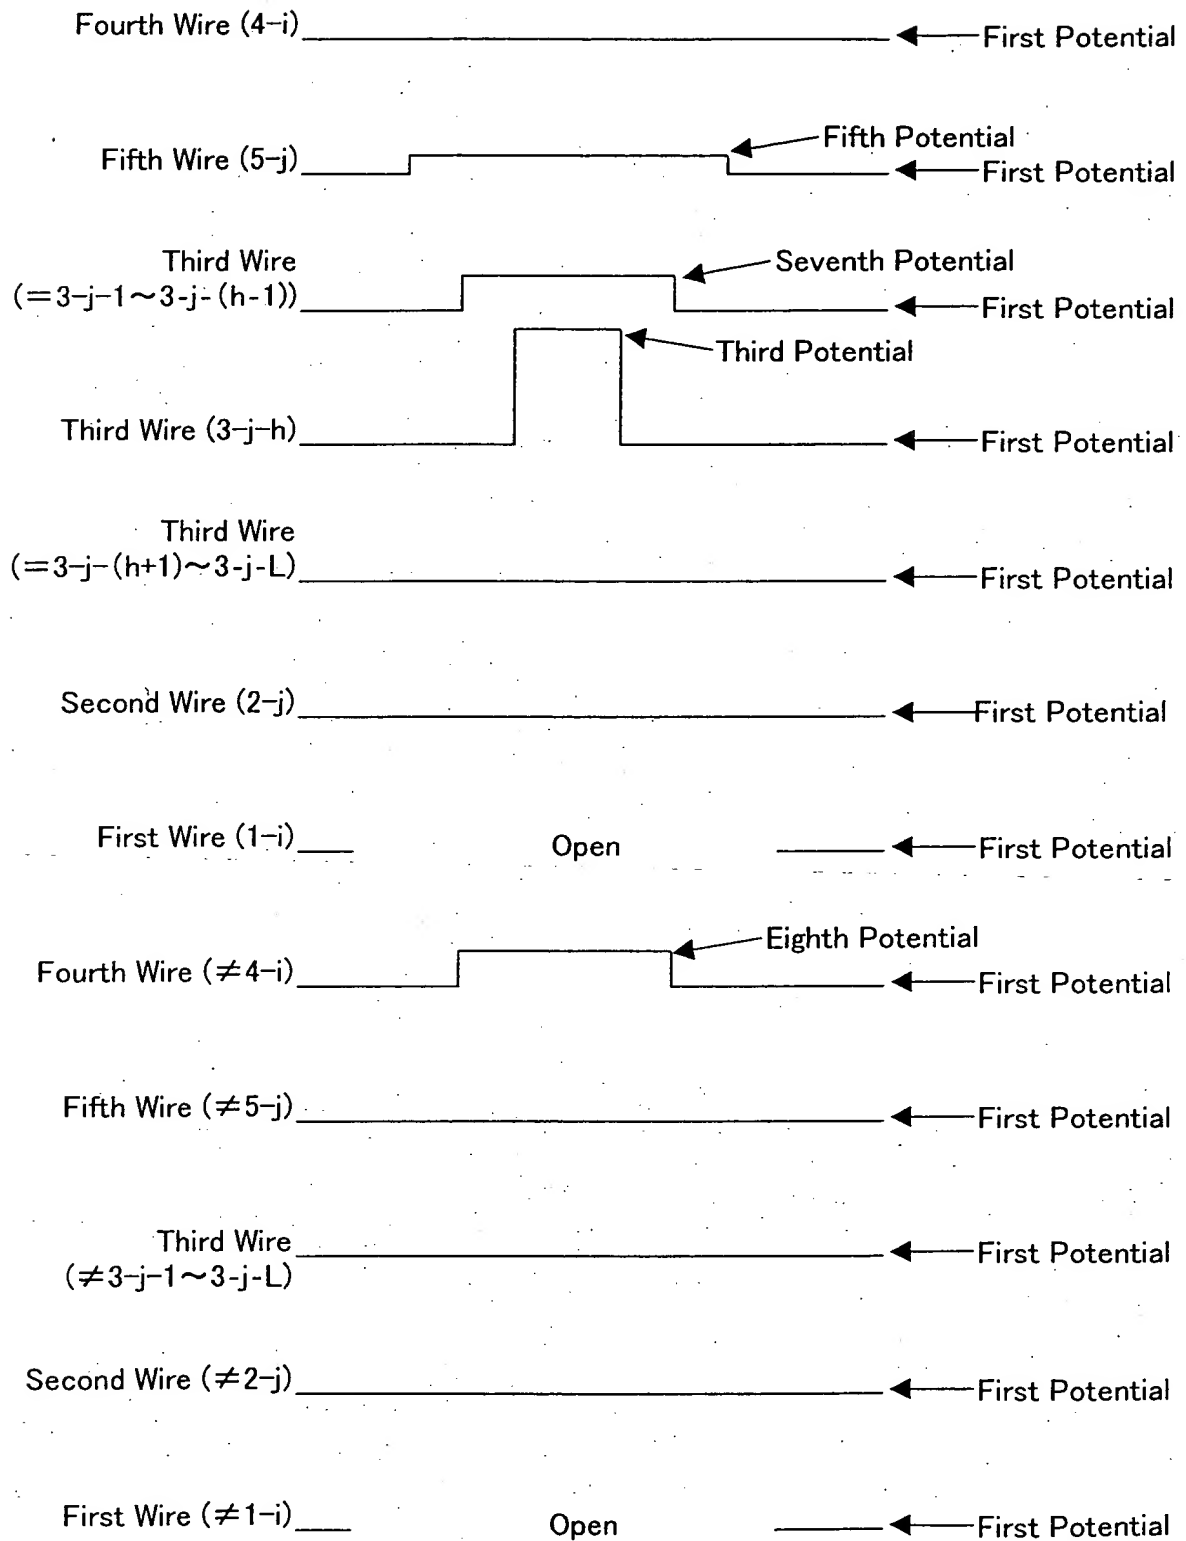 Fourth Wire (4-i)
First Potential
Fifth Potential
Fifth Wire (5-j)
First Potential
Third Wire
(=3-j-1~3-j-(h-1))
Seventh Potential
First Potential
Third Potential
Third Wire (3-j-h)
First Potential
Third Wire
(=3-j-(h+1)~3-j-L)
First Potential
Second Wire (2-j)
First Potential
First Wire (1-i)
Open
First Potential
Eighth Potential
Fourth Wire (≠4-i)
First Potential
Fifth Wire (≠5-j)
First Potential
Third Wire
(≠3-j-1~3-j-L)
First Potential
Second Wire (≠2-j)
First Potential
First Wire (≠1-i)
Open
First Potential